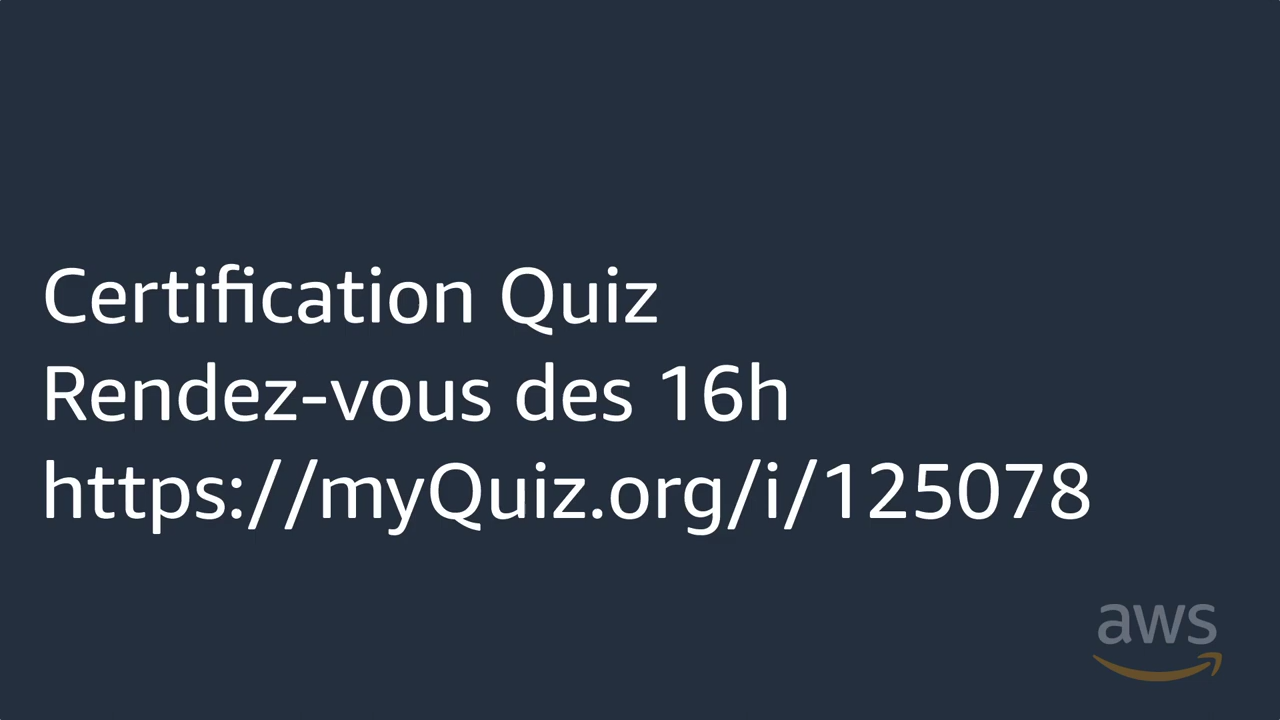 Certification Quiz
Rendez-vous des 16h
https://myQuiz.org/i/125078
aws